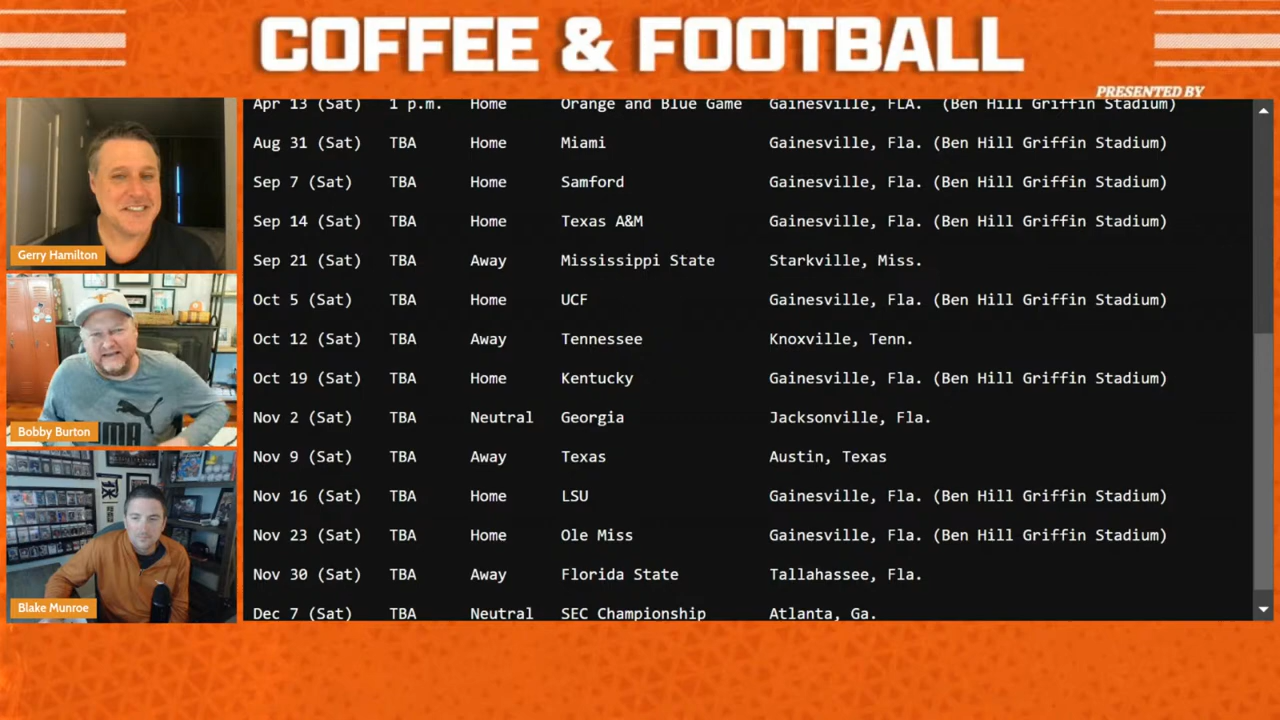 COFFEE & FOOTBALL
PRESENTED BY
Apr 13 (Sat) 1 p.m. Home Orange and Blue Game Gainesville, FLA. (Ben Hill Griffin Stadium)
Aug 31 (Sat) TBA Home Miami Gainesville, Fla. (Ben Hill Griffin Stadium)
Sep 7 (Sat) TBA Home Samford Gainesville, Fla. (Ben Hill Griffin Stadium)
Sep 14 (Sat) TBA Home Texas A&M Gainesville, Fla. (Ben Hill Griffin Stadium)
Sep 21 (Sat) TBA Away Mississippi State Starkville, Miss.
Oct 5 (Sat) TBA Home UCF Gainesville, Fla. (Ben Hill Griffin Stadium)
Oct 12 (Sat) TBA Away Tennessee Knoxville, Tenn.
Oct 19 (Sat) TBA Home Kentucky Gainesville, Fla. (Ben Hill Griffin Stadium)
Nov 2 (Sat) TBA Neutral Georgia Jacksonville, Fla.
Nov 9 (Sat) TBA Away Texas Austin, Texas
Nov 16 (Sat) TBA Home LSU Gainesville, Fla. (Ben Hill Griffin Stadium)
Nov 23 (Sat) TBA Home Ole Miss Gainesville, Fla. (Ben Hill Griffin Stadium)
Nov 30 (Sat) TBA Away Florida State Tallahassee, Fla.
Dec 7 (Sat) TBA Neutral SEC Championship Atlanta, Ga.
Gerry Hamilton
Bobby Burton
PUMA
Blake Munroe